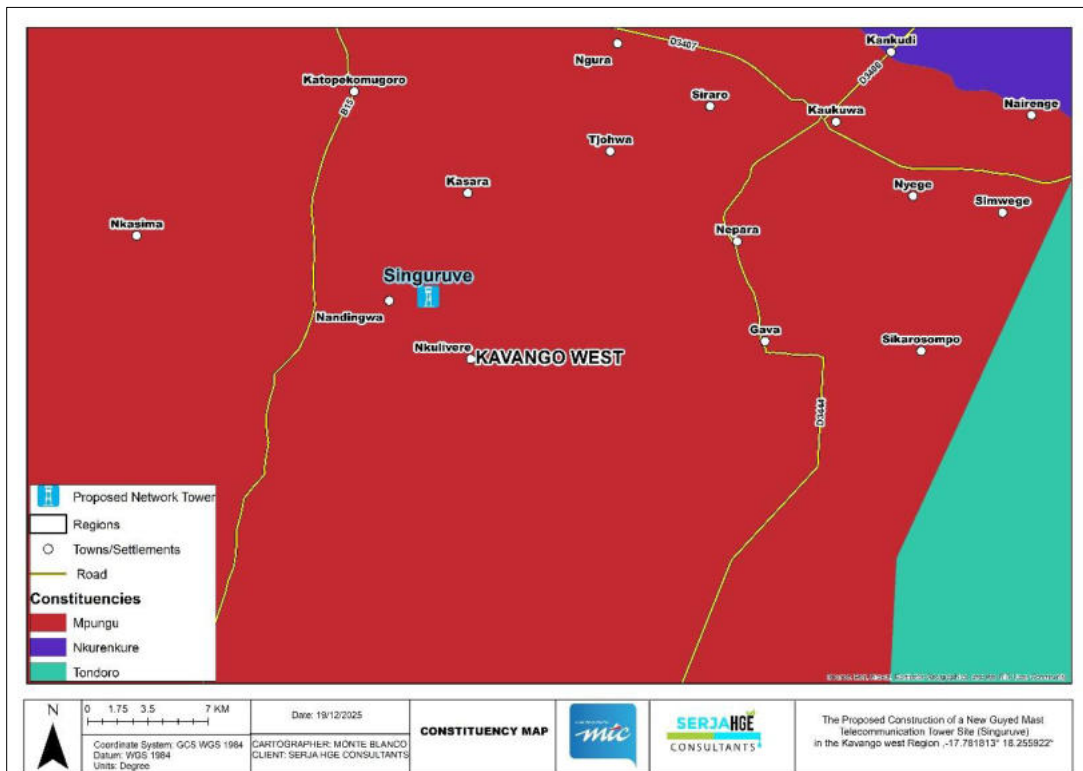 Kankudi
D3407
Ngura
D3406
Katopekomugoro
Nairenge
Siraro
B15
Kaukuwa
Tjohwa
Kasara
Nyege
Simwege
Nkasima
Nepara
Singuruve
Nandingwa
Gava
Nkulivere
KAVANGO WEST
Sikarosompo
D3444
Proposed Network Tower
Regions
Towns/Settlements
Road
Constituencies
Mpungu
Nkurenkure
Tondoro
N
0 1.75 3.5 7 KM
Coordinate System: GCS WGS 1984
Datum: WGS 1984
Units: Degree
Date: 19/12/2025
CARTOGRAPHER: MONTE BLANCO
CLIENT: SERJA HGE CONSULTANTS
CONSTITUENCY MAP
mtc
SERJA HGE
CONSULTANTS
The Proposed Construction of a New Guyed Mast
Telecommunication Tower Site (Singuruve)
in the Kavango west Region ,-17.781813° 18.255922°